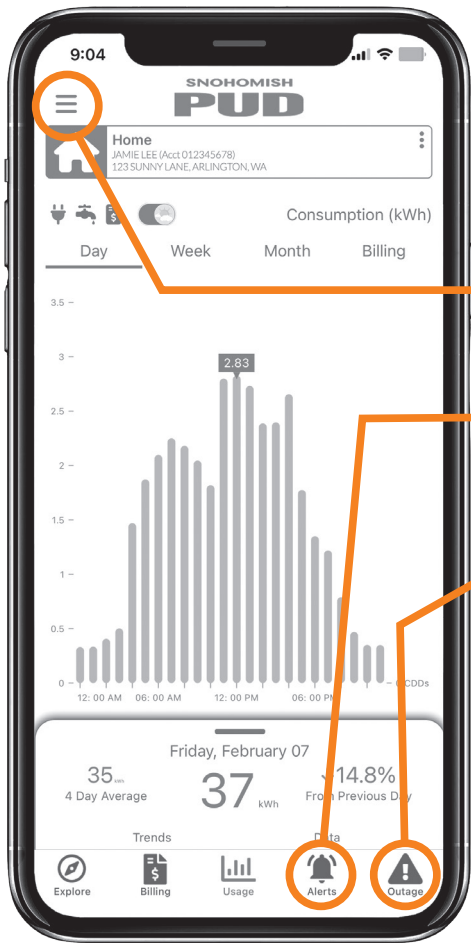 9:04
SNOHOMISH
PUD
Home
JAMIE LEE (Acct 012345678)
123 SUNNY LANE, ARLINGTON, WA
Consumption (kWh)
Day Week Month Billing
3.5
3
2.83
2.5
2
1.5
1
0.5
0 CDDs
12: 00 AM 06: 00 AM 12: 00 PM 06: 00
Friday, February 07
35 kWh 37 kWh 14.8%
4 Day Average From Previous Day
Trends Data
Explore Billing Usage Alerts Outage